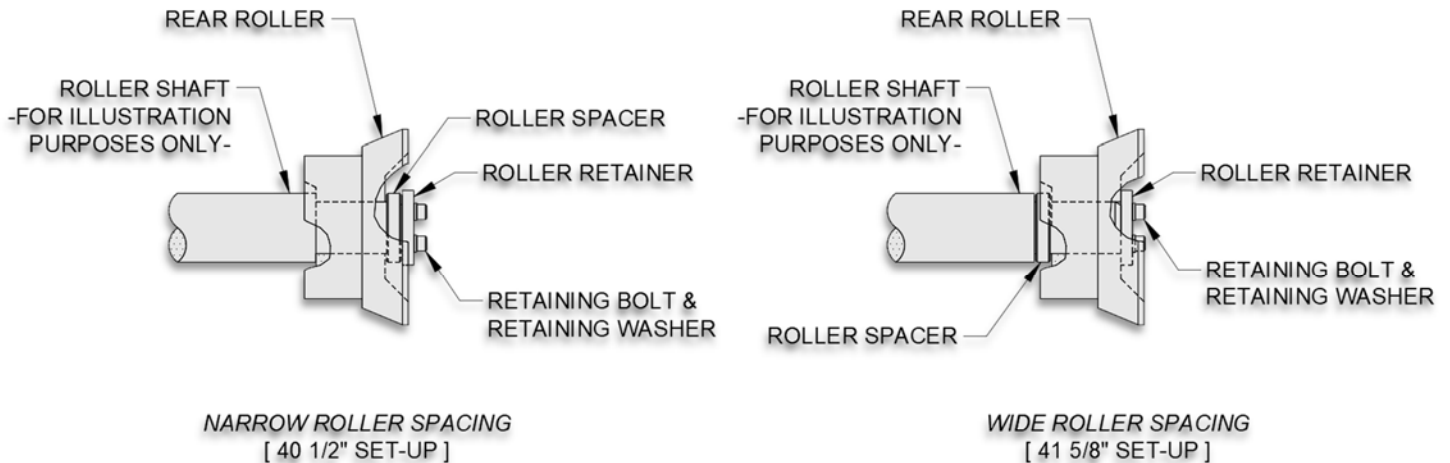 REAR ROLLER
ROLLER SHAFT
-FOR ILLUSTRATION
PURPOSES ONLY-
ROLLER SPACER
ROLLER RETAINER
RETAINING BOLT &
RETAINING WASHER
NARROW ROLLER SPACING
[ 40 1/2" SET-UP ]
REAR ROLLER
ROLLER SHAFT
-FOR ILLUSTRATION
PURPOSES ONLY-
ROLLER RETAINER
RETAINING BOLT &
RETAINING WASHER
ROLLER SPACER
WIDE ROLLER SPACING
[ 41 5/8" SET-UP ]